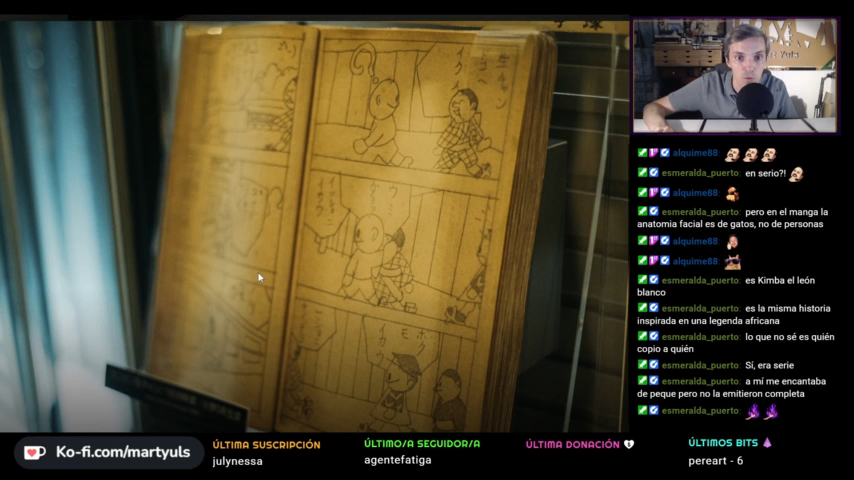 alquime88:
esmeralda_puerto: en serio?!
alquime88:
esmeralda_puerto: pero en el manga la
anatomia facial es de gatos, no de personas
alquime88:
alquime88:
esmeralda_puerto: es Kimba el león
blanco
esmeralda_puerto: es la misma historia
inspirada en una legenda africana
esmeralda_puerto: lo que no sé es quién
copio a quién
esmeralda_puerto: Sí, era serie
esmeralda_puerto: a mí me encantaba
de peque pero no la emitieron completa
esmeralda_puerto:
Ko-fi.com/martyuls
ÚLTIMA SUSCRIPCIÓN
julynessa
ÚLTIMO/A SEGUIDOR/A
agentefatiga
ÚLTIMA DONACIÓN
ÚLTIMOS BITS
pereart - 6